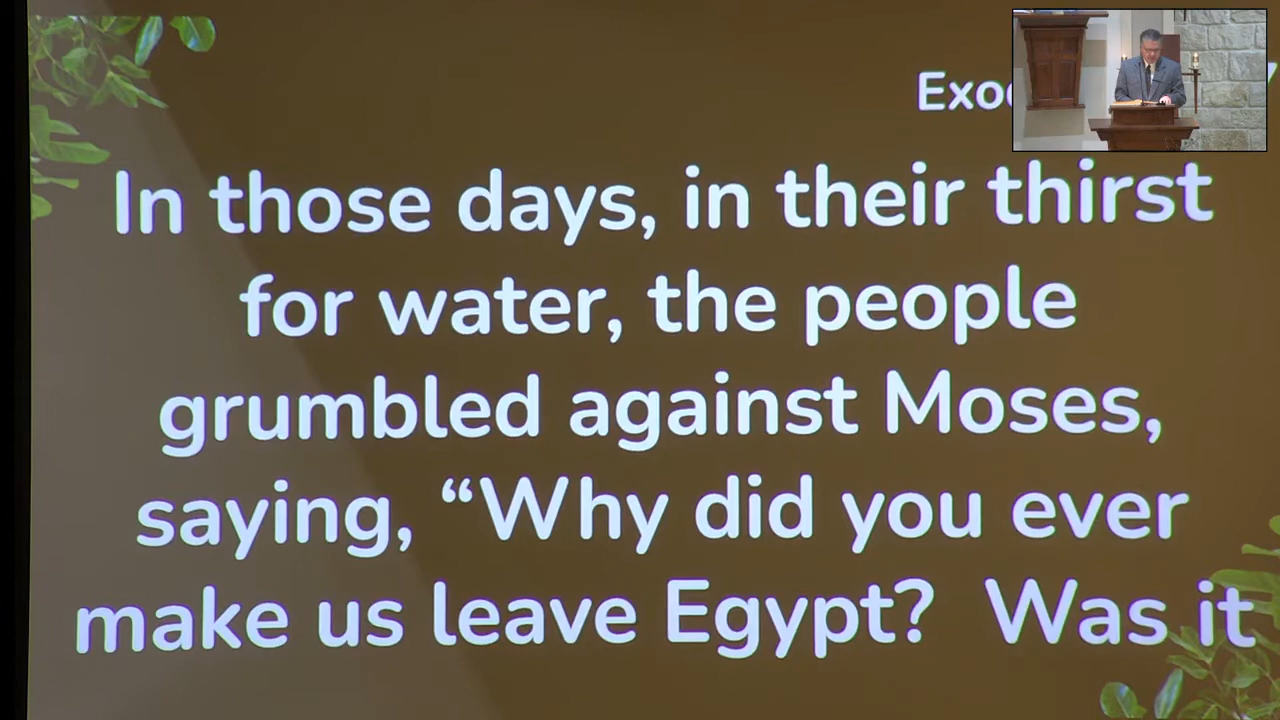 In those days, in their thirst
for water, the people
grumbled against Moses,
saying, “Why did you ever
make us leave Egypt?  Was it